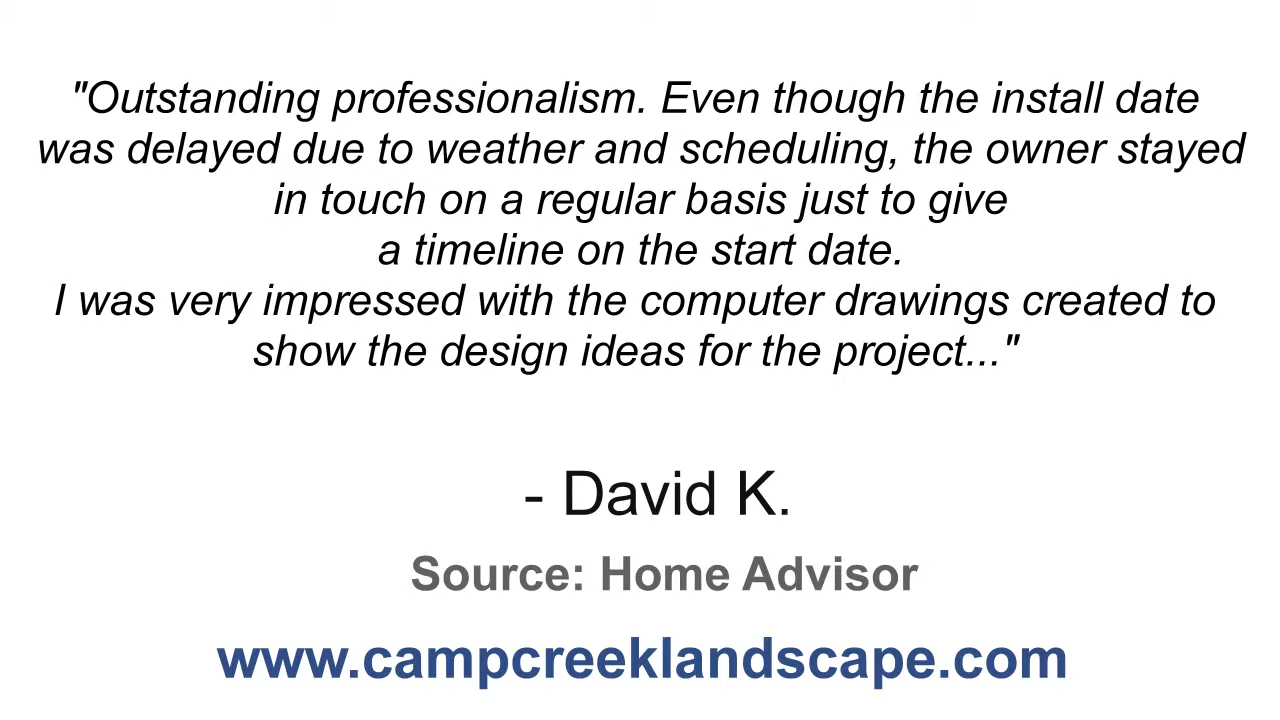 "Outstanding professionalism. Even though the install date
was delayed due to weather and scheduling, the owner stayed
in touch on a regular basis just to give
a timeline on the start date.
I was very impressed with the computer drawings created to
show the design ideas for the project..."
- David K.
Source: Home Advisor
www.campcreeklandscape.com